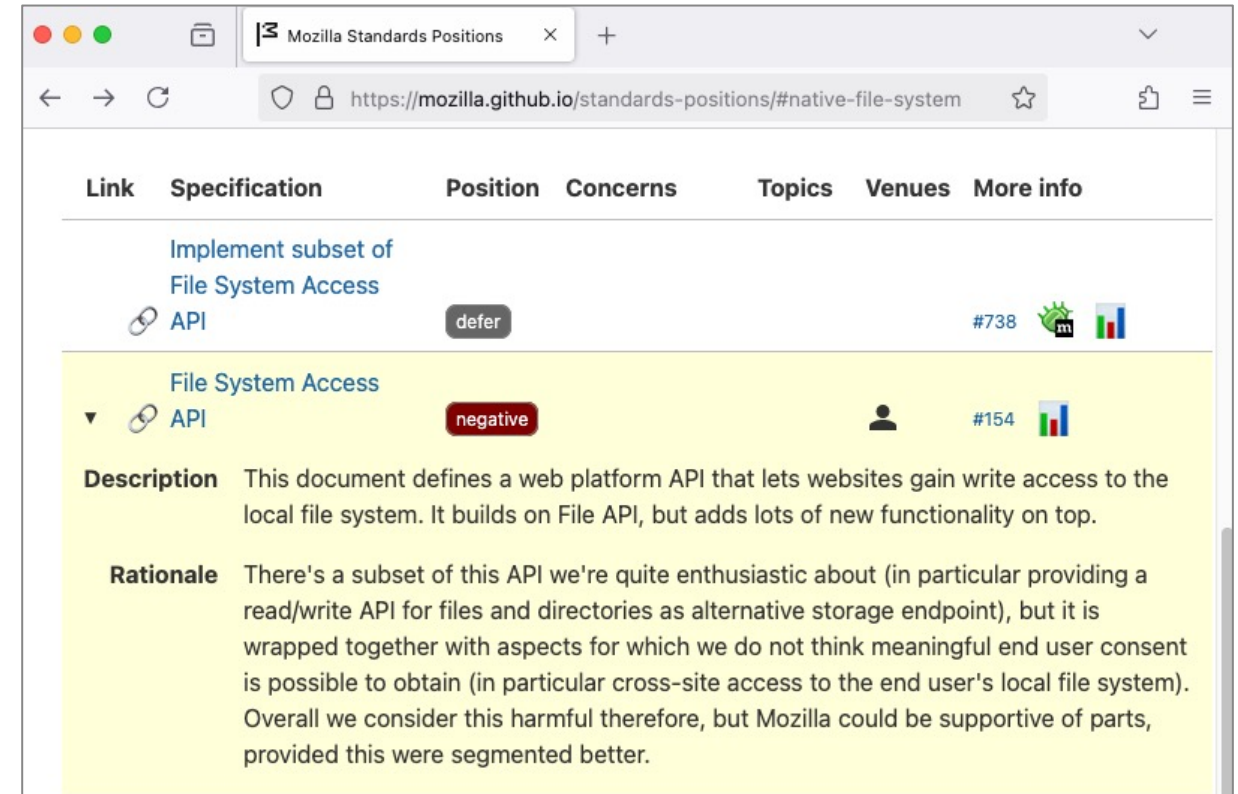 Mozilla Standards Positions
https://mozilla.github.io/standards-positions/#native-file-system
Link Specification Position Concerns Topics Venues More info
Implement subset of
File System Access
API defer #738 m
File System Access
API negative #154
Description This document defines a web platform API that lets websites gain write access to the
local file system. It builds on File API, but adds lots of new functionality on top.
Rationale There's a subset of this API we're quite enthusiastic about (in particular providing a
read/write API for files and directories as alternative storage endpoint), but it is
wrapped together with aspects for which we do not think meaningful end user consent
is possible to obtain (in particular cross-site access to the end user's local file system).
Overall we consider this harmful therefore, but Mozilla could be supportive of parts,
provided this were segmented better.